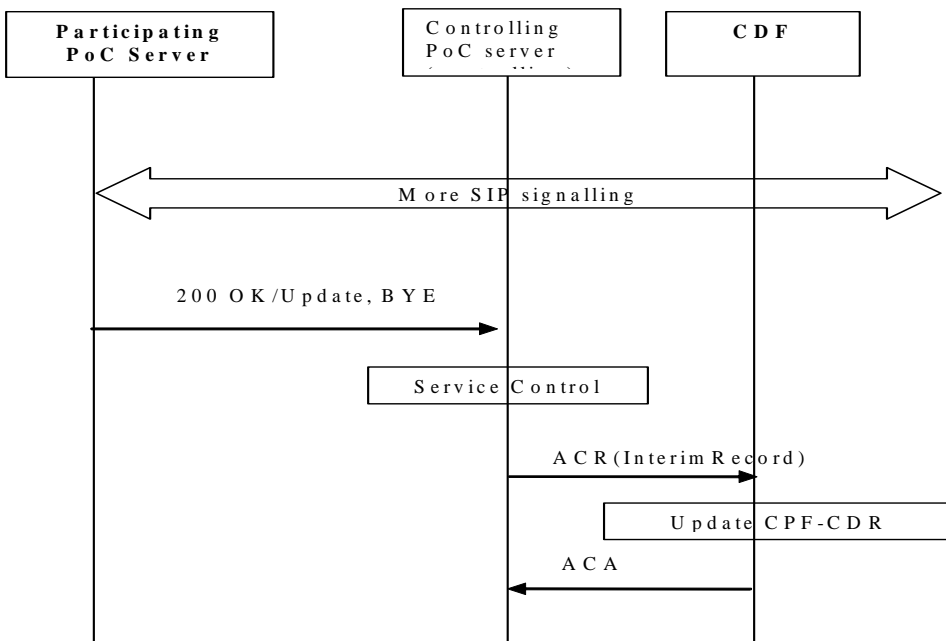 Participating
PoC Server
Controlling
PoC server
CDF
More SIP signalling
200 OK/Update, BYE
Service Control
ACR(Interim Record)
Update CPF-CDR
ACA